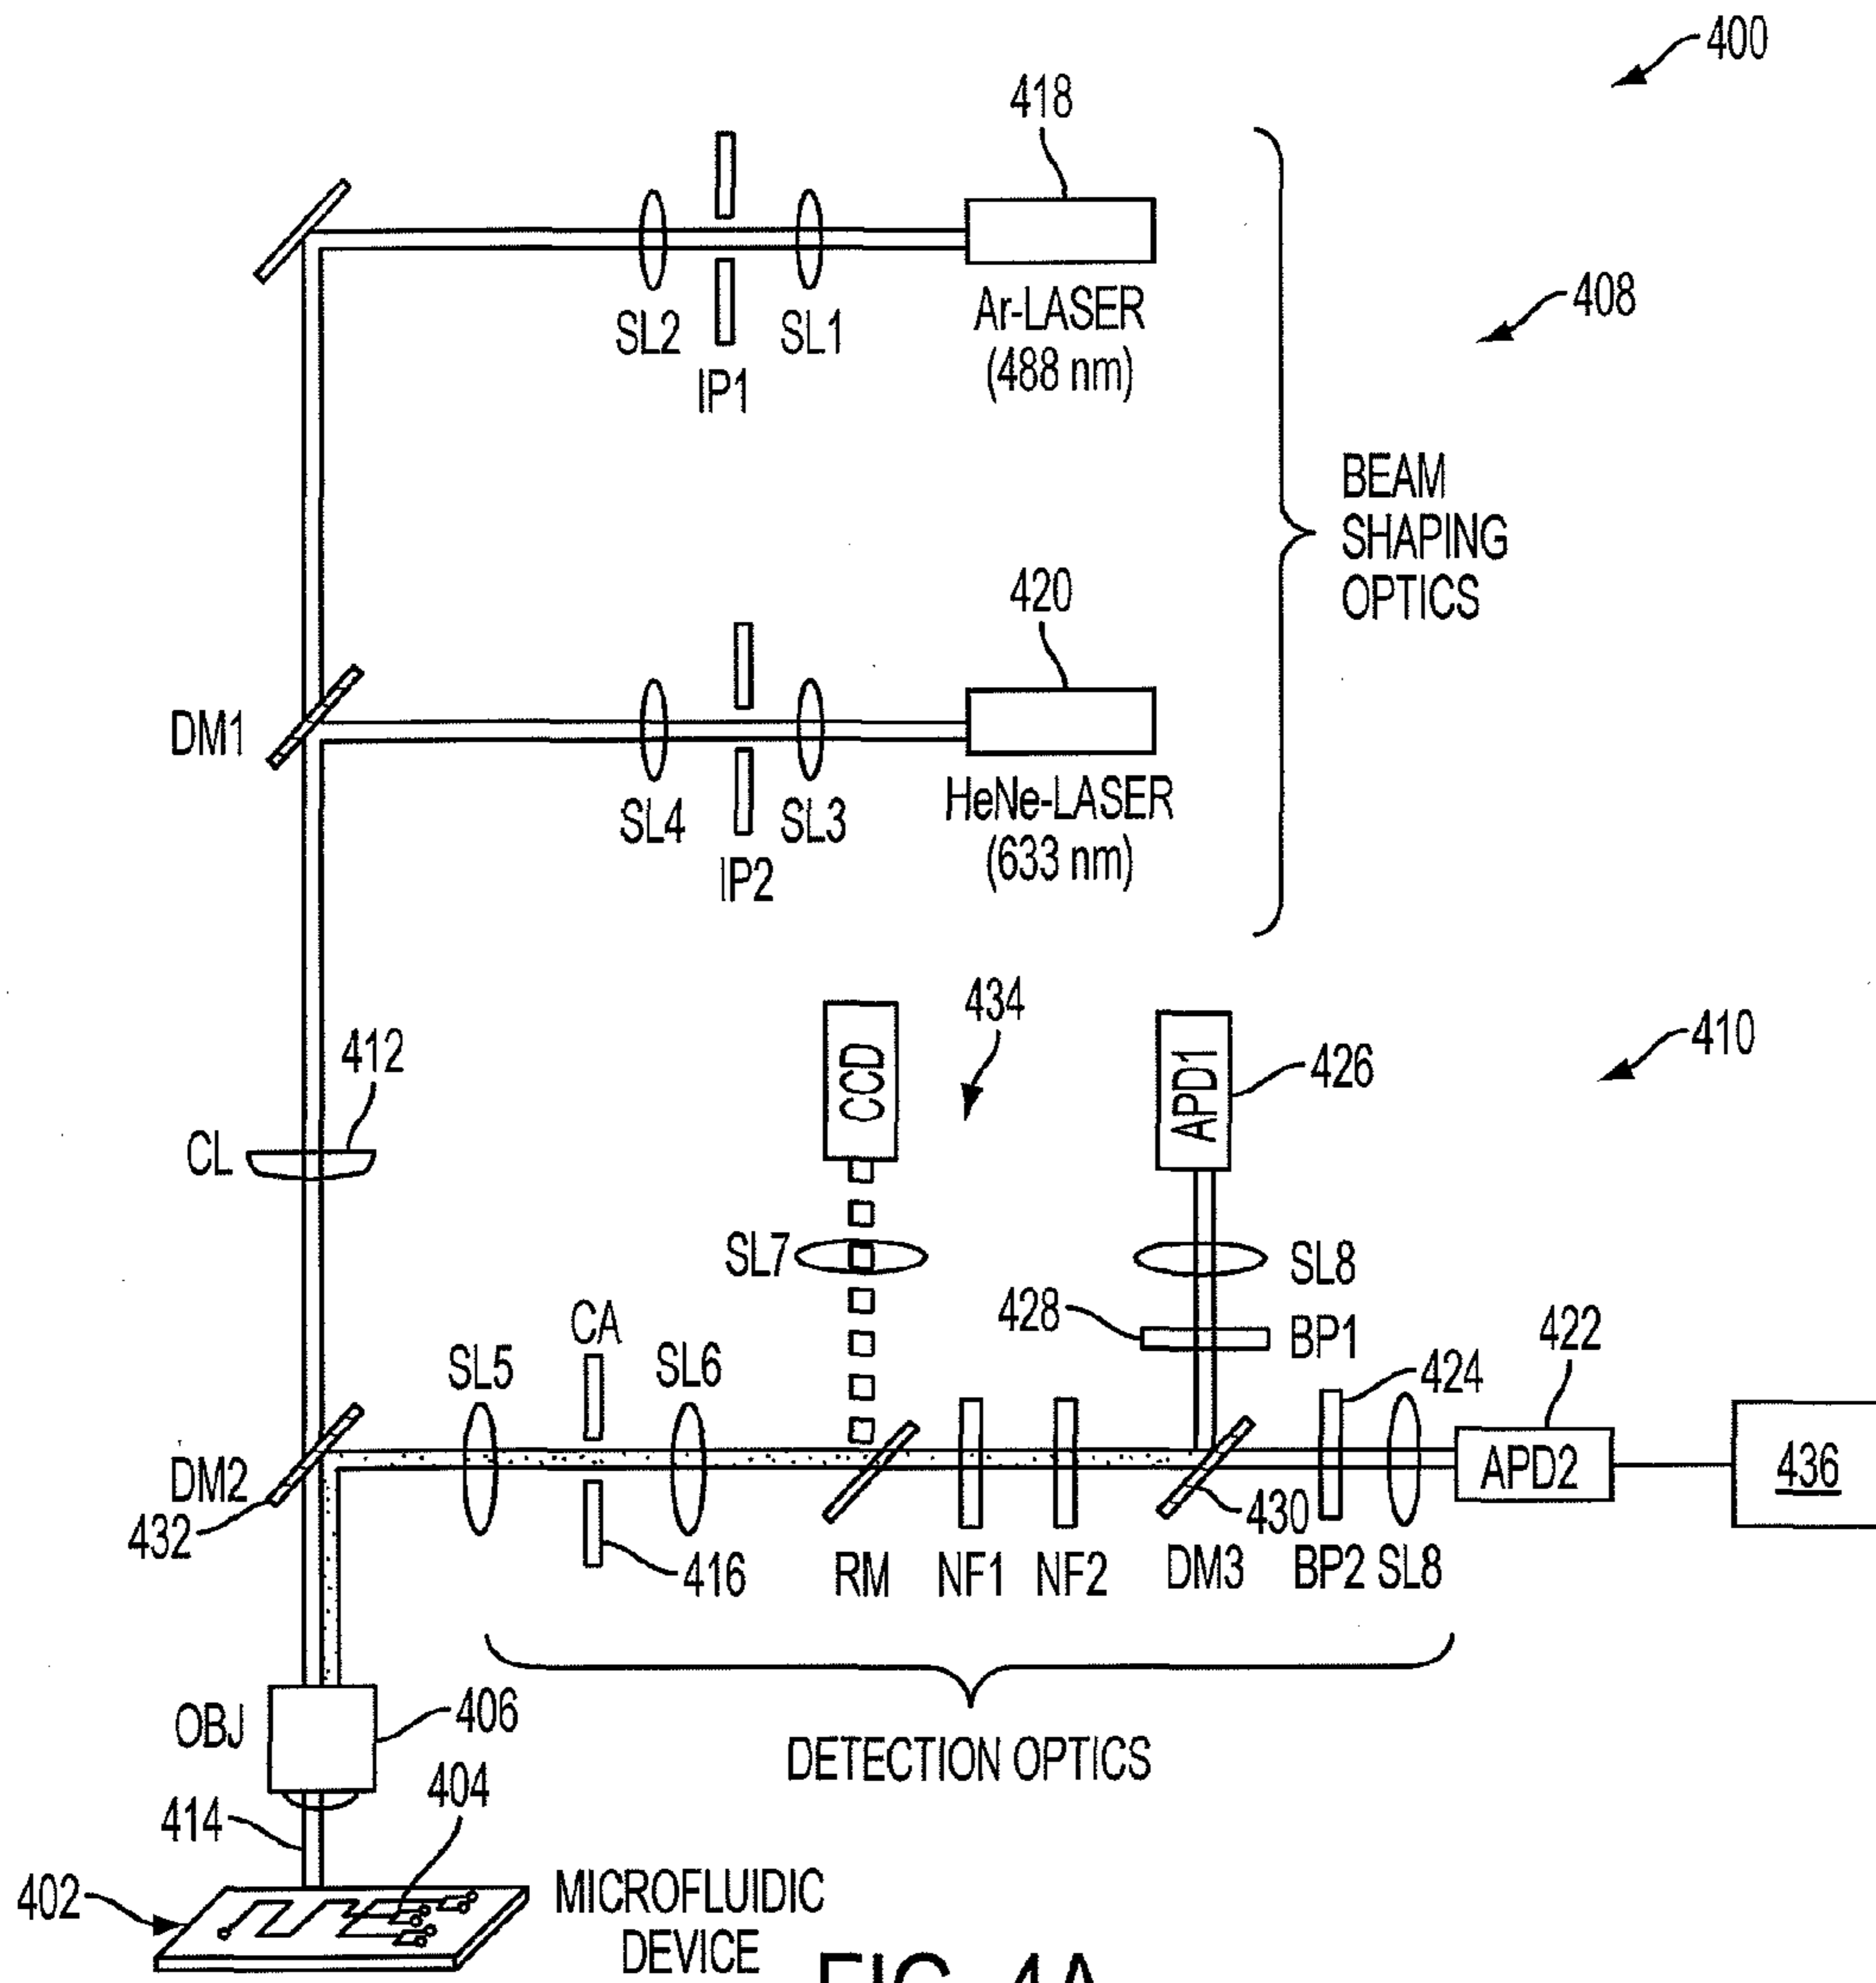 400
418
408
SL2
SL1
Ar-LASER
(488 nm)
IP1
BEAM
SHAPING
OPTICS
420
DM1
SL4
SL3
HeNe-LASER
(633 nm)
IP2
434
410
412
CCD
APD1
426
CL
SL7
SL8
428
BP1
CA
422
424
SL5
SL6
DM2
432
APD2
436
416
430
RM
NF1
NF2
DM3
BP2
SL8
OBJ
406
DETECTION OPTICS
404
414
402
MICROFLUIDIC
DEVICE
FIG. 4A